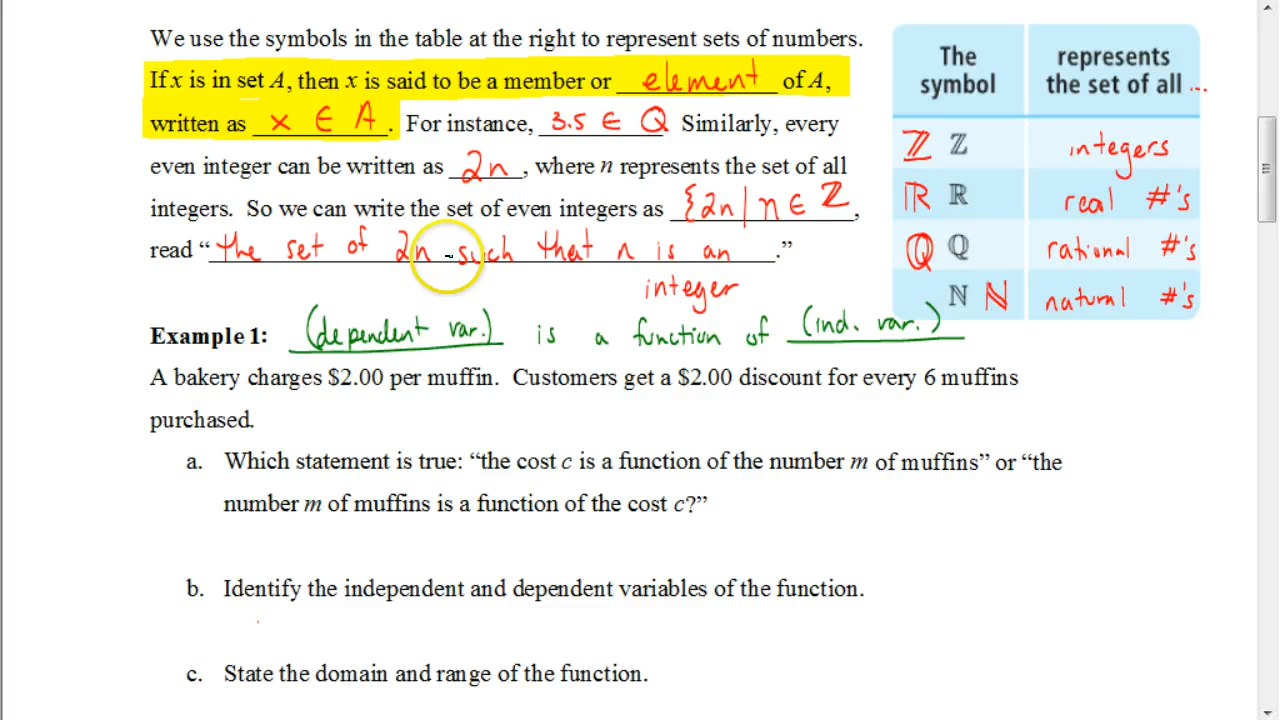 We use the symbols in the table at the right to represent sets of numbers.
If x is in set A, then x is said to be a member or element of A,
written as x ∈ A. For instance, 3.5 ∈ Q Similarly, every
even integer can be written as 2n, where n represents the set of all
integers. So we can write the set of even integers as {2n | n ∈ ℤ,
read “the set of 2n such that n is an.”
integer
The symbol
represents the set of all ...
ℤ ℤ integers
ℝ ℝ real #'s
ℚ ℚ rational #'s
ℕ ℕ natural #'s
Example 1: (dependent var.) is a function of (ind. var.)
A bakery charges $2.00 per muffin. Customers get a $2.00 discount for every 6 muffins
purchased.
a. Which statement is true: “the cost c is a function of the number m of muffins” or “the
number m of muffins is a function of the cost c?”
b. Identify the independent and dependent variables of the function.
c. State the domain and range of the function.